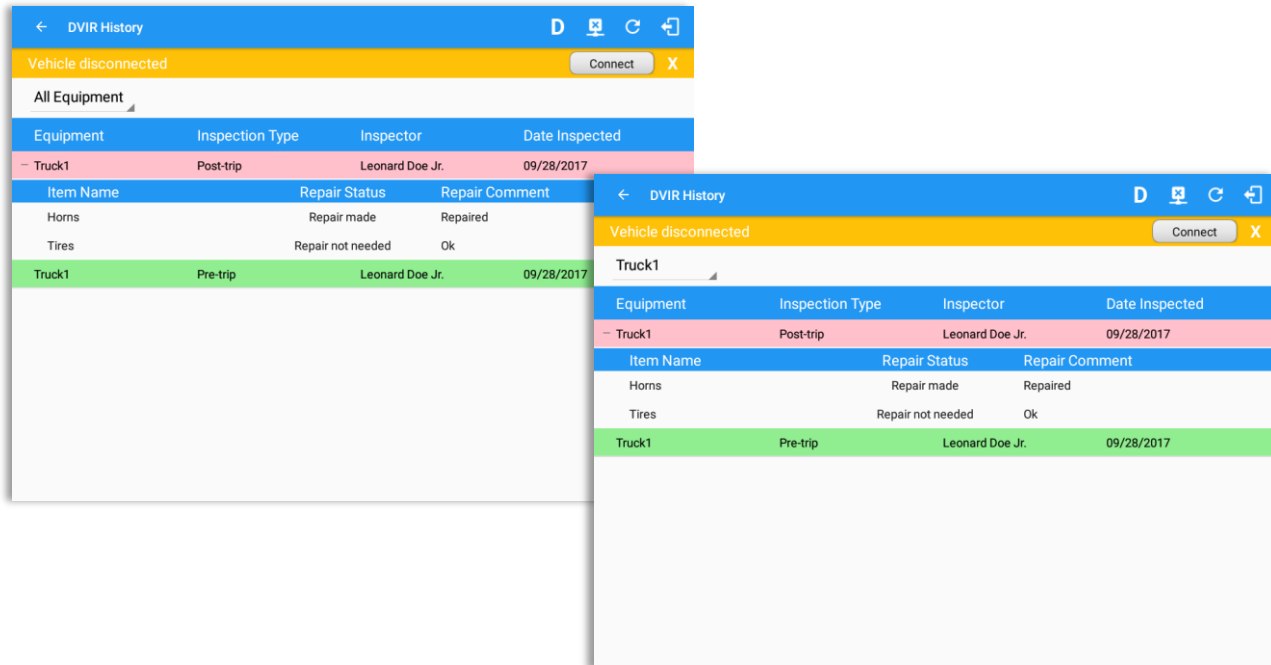 DVIR History D
Vehicle disconnected Connect X
All Equipment
Equipment Inspection Type Inspector Date Inspected
Truck1 Post-trip Leonard Doe Jr. 09/28/2017
Item Name Repair Status Repair Comment
Horns Repair made Repaired
Tires Repair not needed Ok
Truck1 Pre-trip Leonard Doe Jr. 09/28/2017
DVIR History D
Vehicle disconnected Connect X
Truck1
Equipment Inspection Type Inspector Date Inspected
Truck1 Post-trip Leonard Doe Jr. 09/28/2017
Item Name Repair Status Repair Comment
Horns Repair made Repaired
Tires Repair not needed Ok
Truck1 Pre-trip Leonard Doe Jr. 09/28/2017